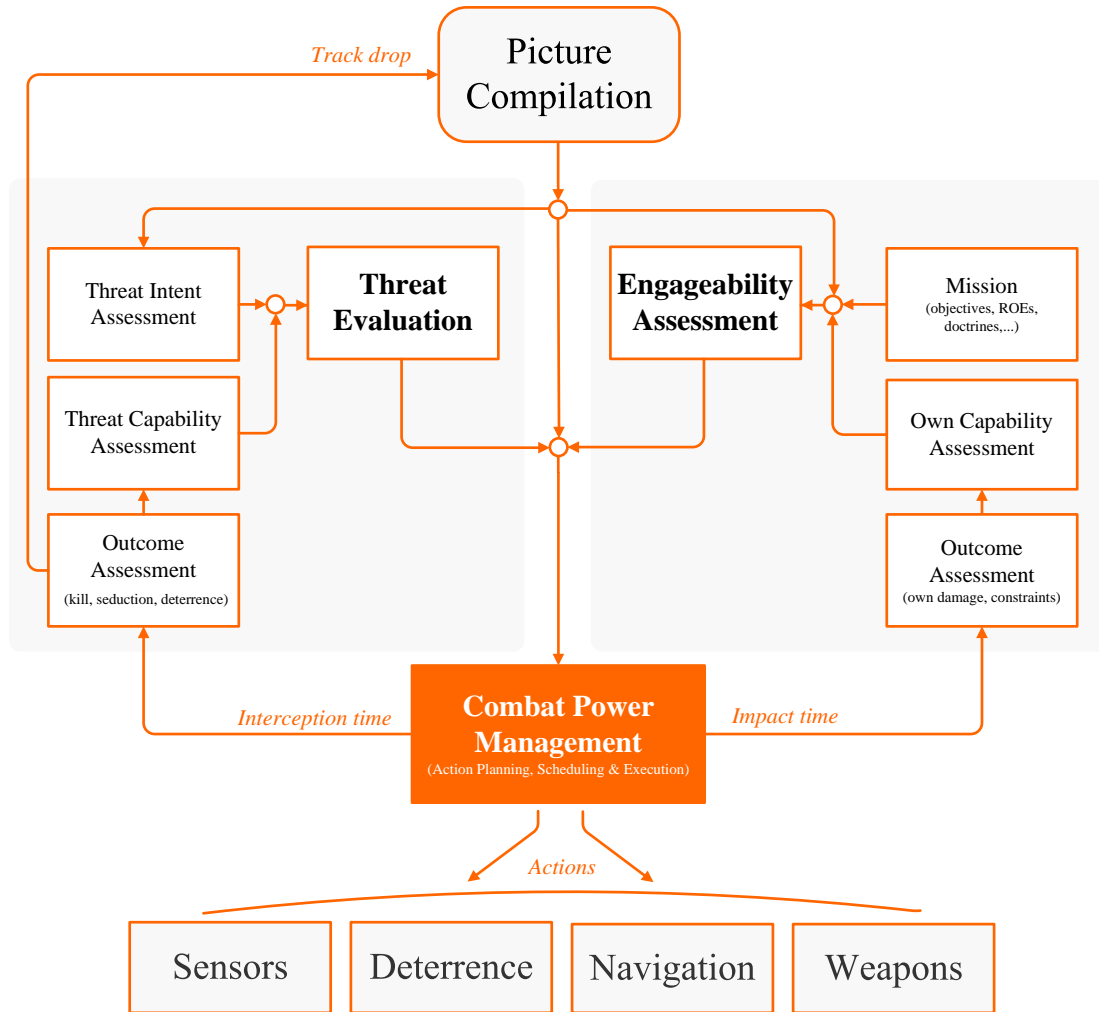 Track drop
Picture
Compilation
Threat Intent
Assessment
Threat
Evaluation
Engageability
Assessment
Mission
(objectives, ROEs,
doctrines,...)
Threat Capability
Assessment
Own Capability
Assessment
Outcome
Assessment
(kill, seduction, deterrence)
Outcome
Assessment
(own damage, constraints)
Interception time
Combat Power
Management
(Action Planning, Scheduling & Execution)
Impact time
Actions
Sensors
Deterrence
Navigation
Weapons